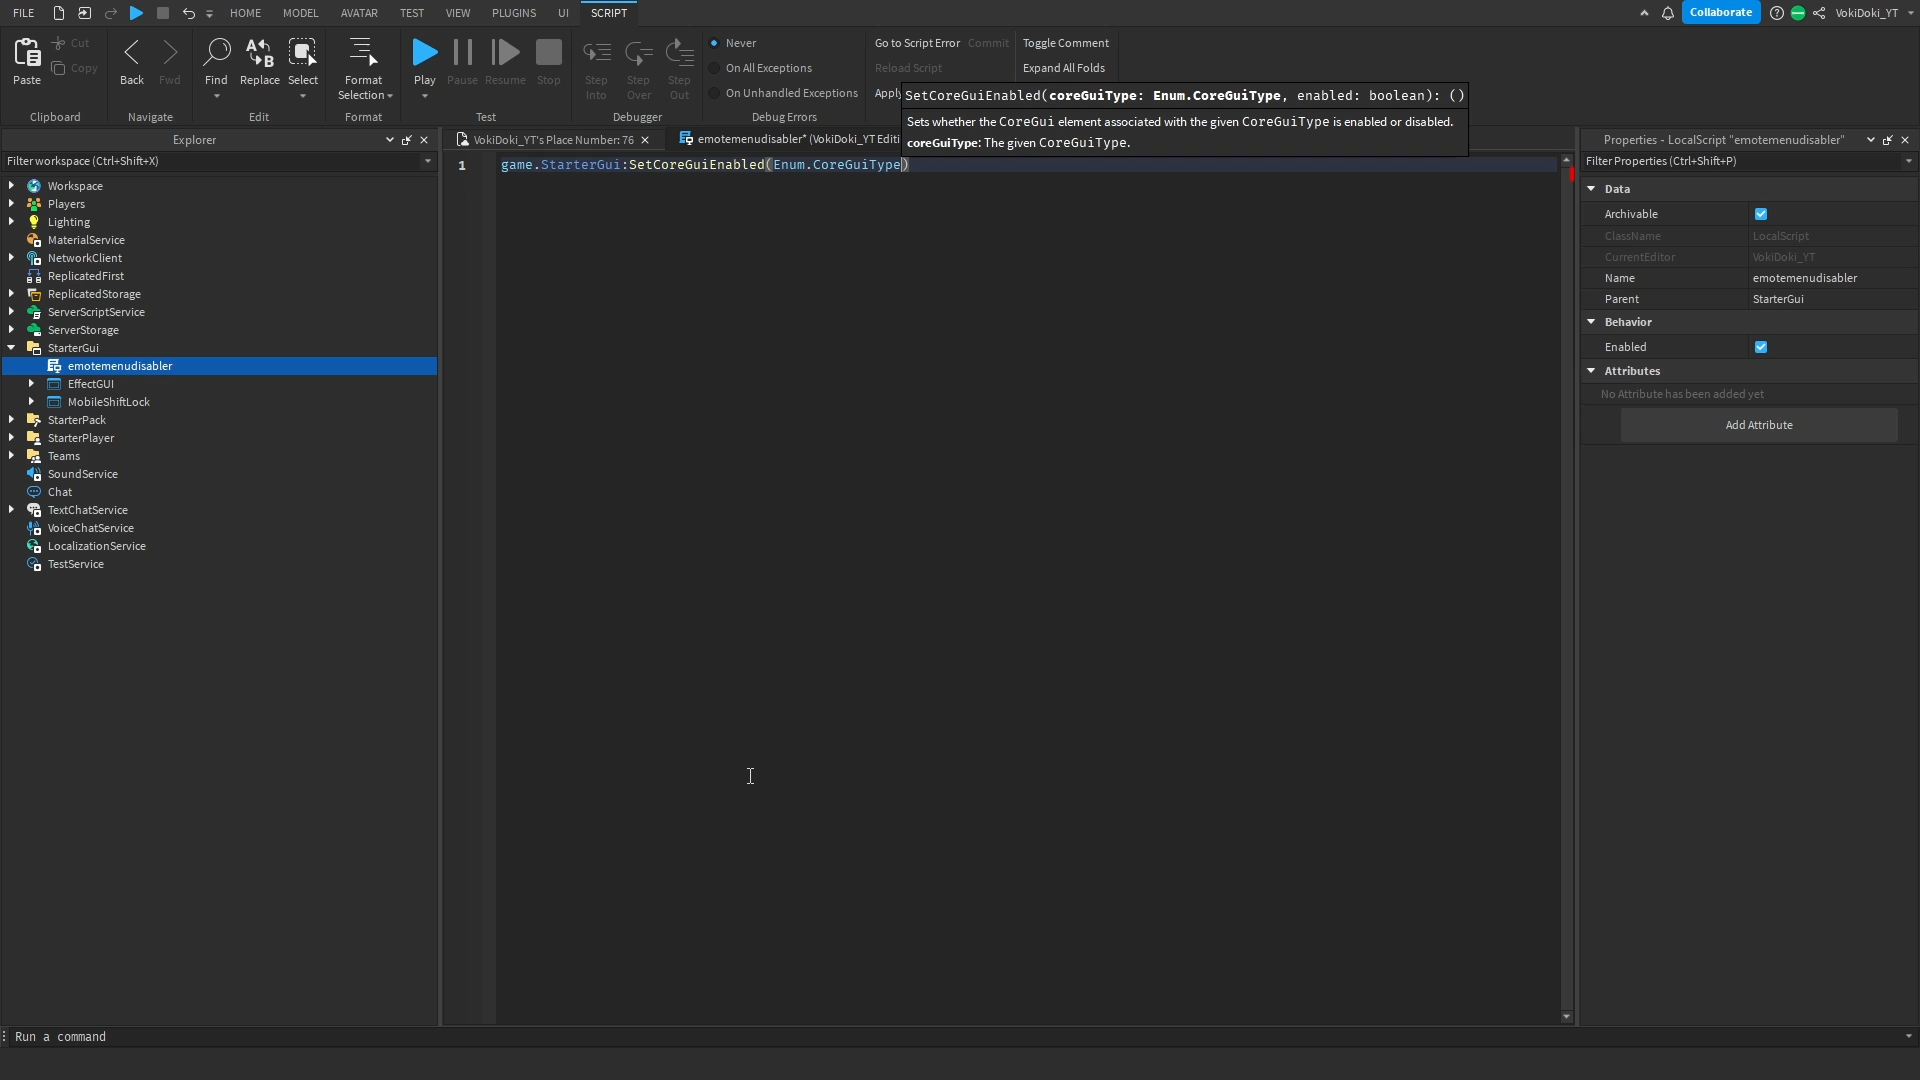 FILE HOME MODEL AVATAR TEST VIEW PLUGINS UI SCRIPT Collaborate VokiDoki_YT
Paste Cut Copy
Clipboard
Back Fwd
Navigate
Find Replace Select
Edit
Format
Selection
Format
Play Pause Resume Stop
Test
Step Into
Step Over
Step Out
Debugger
Never
On All Exceptions
On Unhandled Exceptions
Debug Errors
Go to Script Error Commit
Reload Script
Apply
Toggle Comment
Expand All Folds
SetCoreGuiEnabled(coreGuiType: Enum.CoreGuiType, enabled: boolean): ()
Sets whether the CoreGui element associated with the given CoreGuiType is enabled or disabled.
coreGuiType: The given CoreGuiType.
Explorer
Filter workspace (Ctrl+Shift+X)
Workspace
Players
Lighting
MaterialService
NetworkClient
ReplicatedFirst
ReplicatedStorage
ServerScriptService
ServerStorage
StarterGui
emotemenudisabler
EffectGUI
MobileShiftLock
StarterPack
StarterPlayer
Teams
SoundService
Chat
TextChatService
VoiceChatService
LocalizationService
TestService
VokiDoki_YT's Place Number: 76
emotemenudisabler* (VokiDoki_YT Editi
1 game.StarterGui:SetCoreGuiEnabled(Enum.CoreGuiType)
Properties - LocalScript "emotemenudisabler"
Filter Properties (Ctrl+Shift+P)
Data
Archivable
ClassName LocalScript
CurrentEditor VokiDoki_YT
Name emotemenudisabler
Parent StarterGui
Behavior
Enabled
Attributes
No Attribute has been added yet
Add Attribute
Run a command